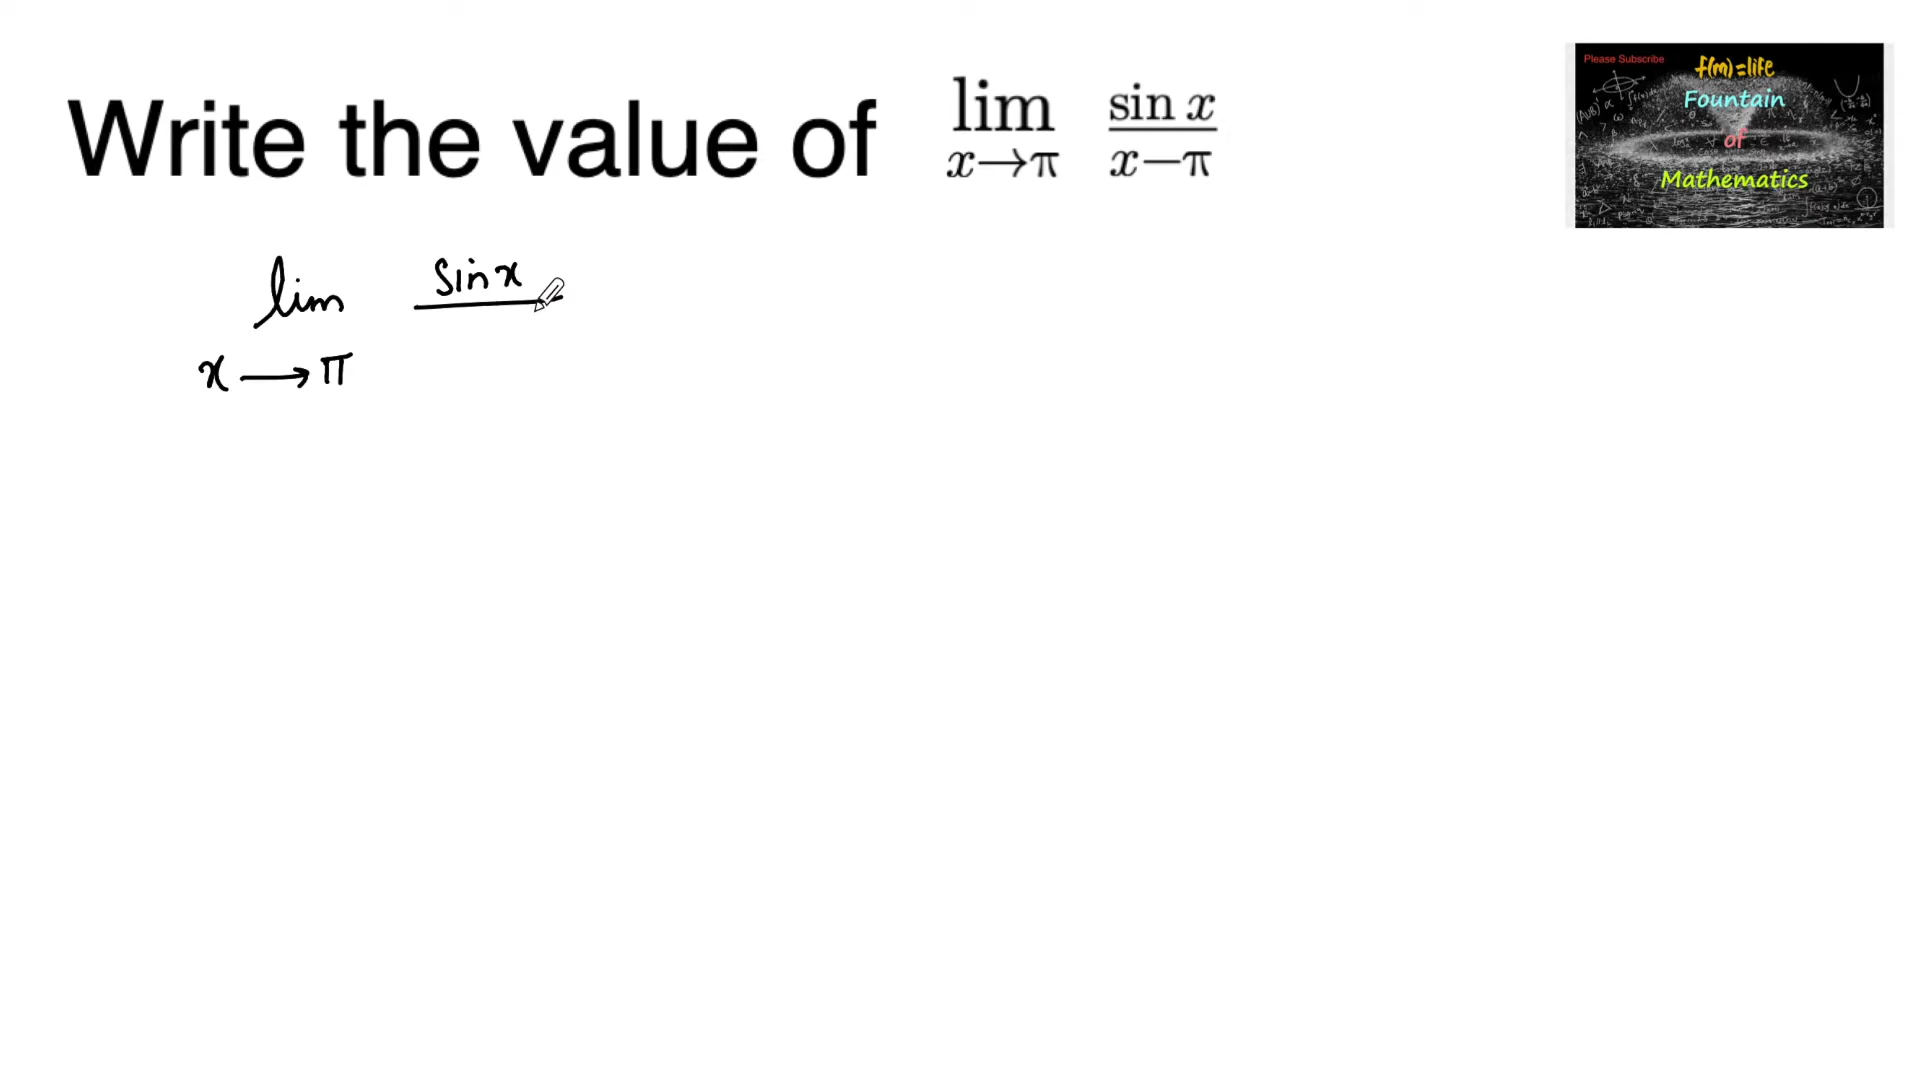 Write the value of lim x→π sin x / x−π
Please Subscribe
f(m)=life
Fountain
of
Mathematics
lim sin x
x → π